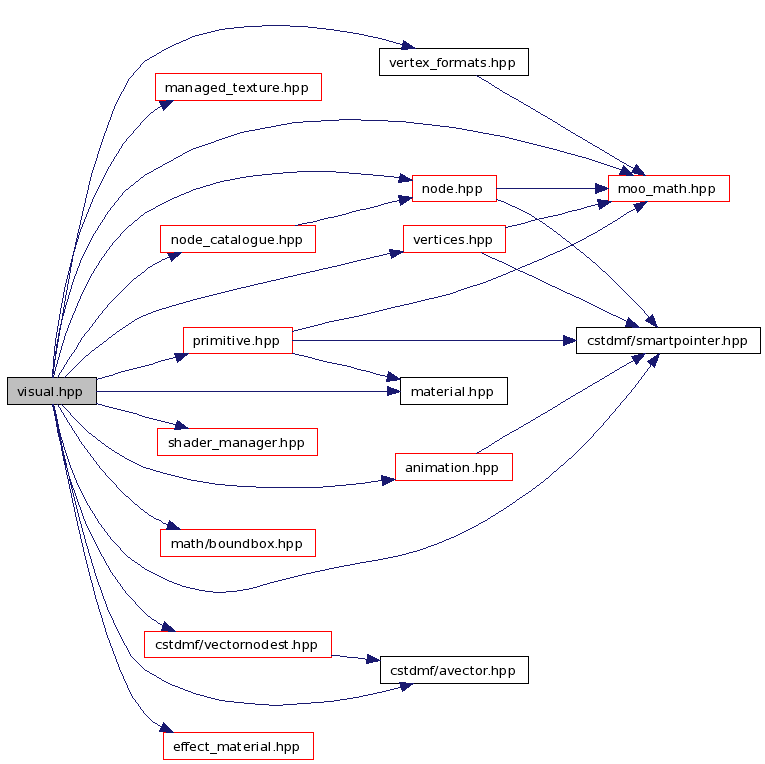 vertex_formats.hpp
managed_texture.hpp
node.hpp
moo_math.hpp
node_catalogue.hpp
vertices.hpp
primitive.hpp
cstdmf/smartpointer.hpp
visual.hpp
material.hpp
shader_manager.hpp
animation.hpp
math/boundbox.hpp
cstdmf/vectornodest.hpp
cstdmf/avector.hpp
effect_material.hpp